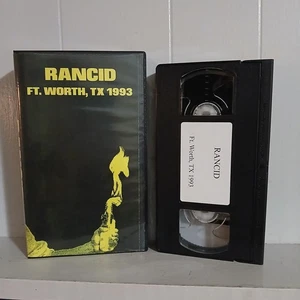 RANCID
FT. WORTH, TX 1993
RANCID
Ft. Worth, TX 1993